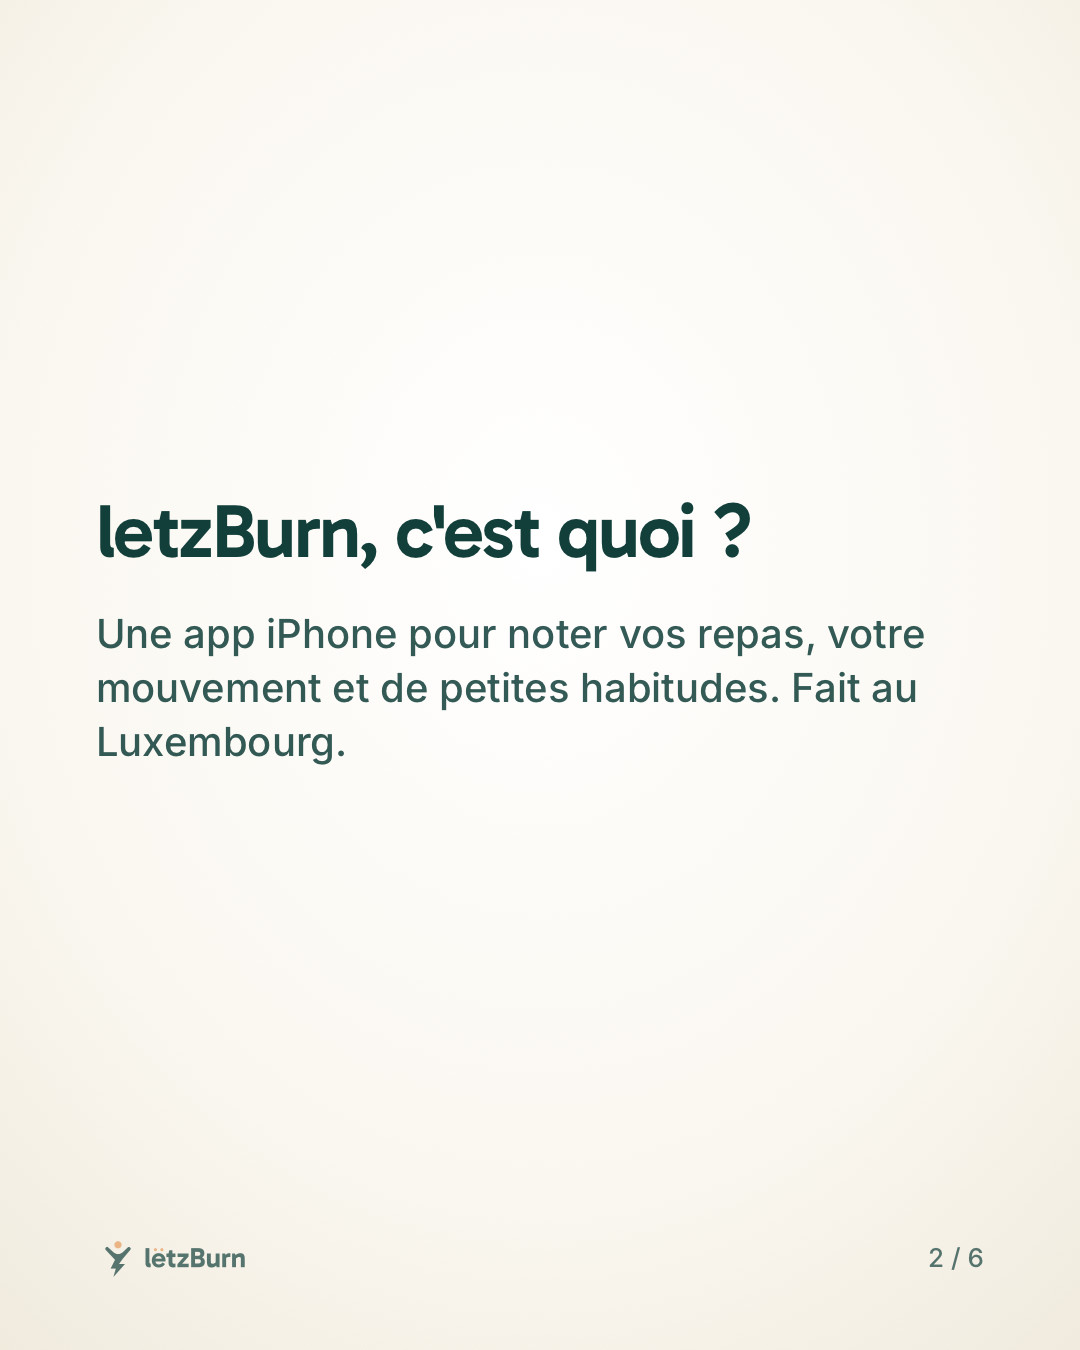 letzBurn, c'est quoi ?
Une app iPhone pour noter vos repas, votre
mouvement et de petites habitudes. Fait au
Luxembourg.
lëtzBurn
2 / 6